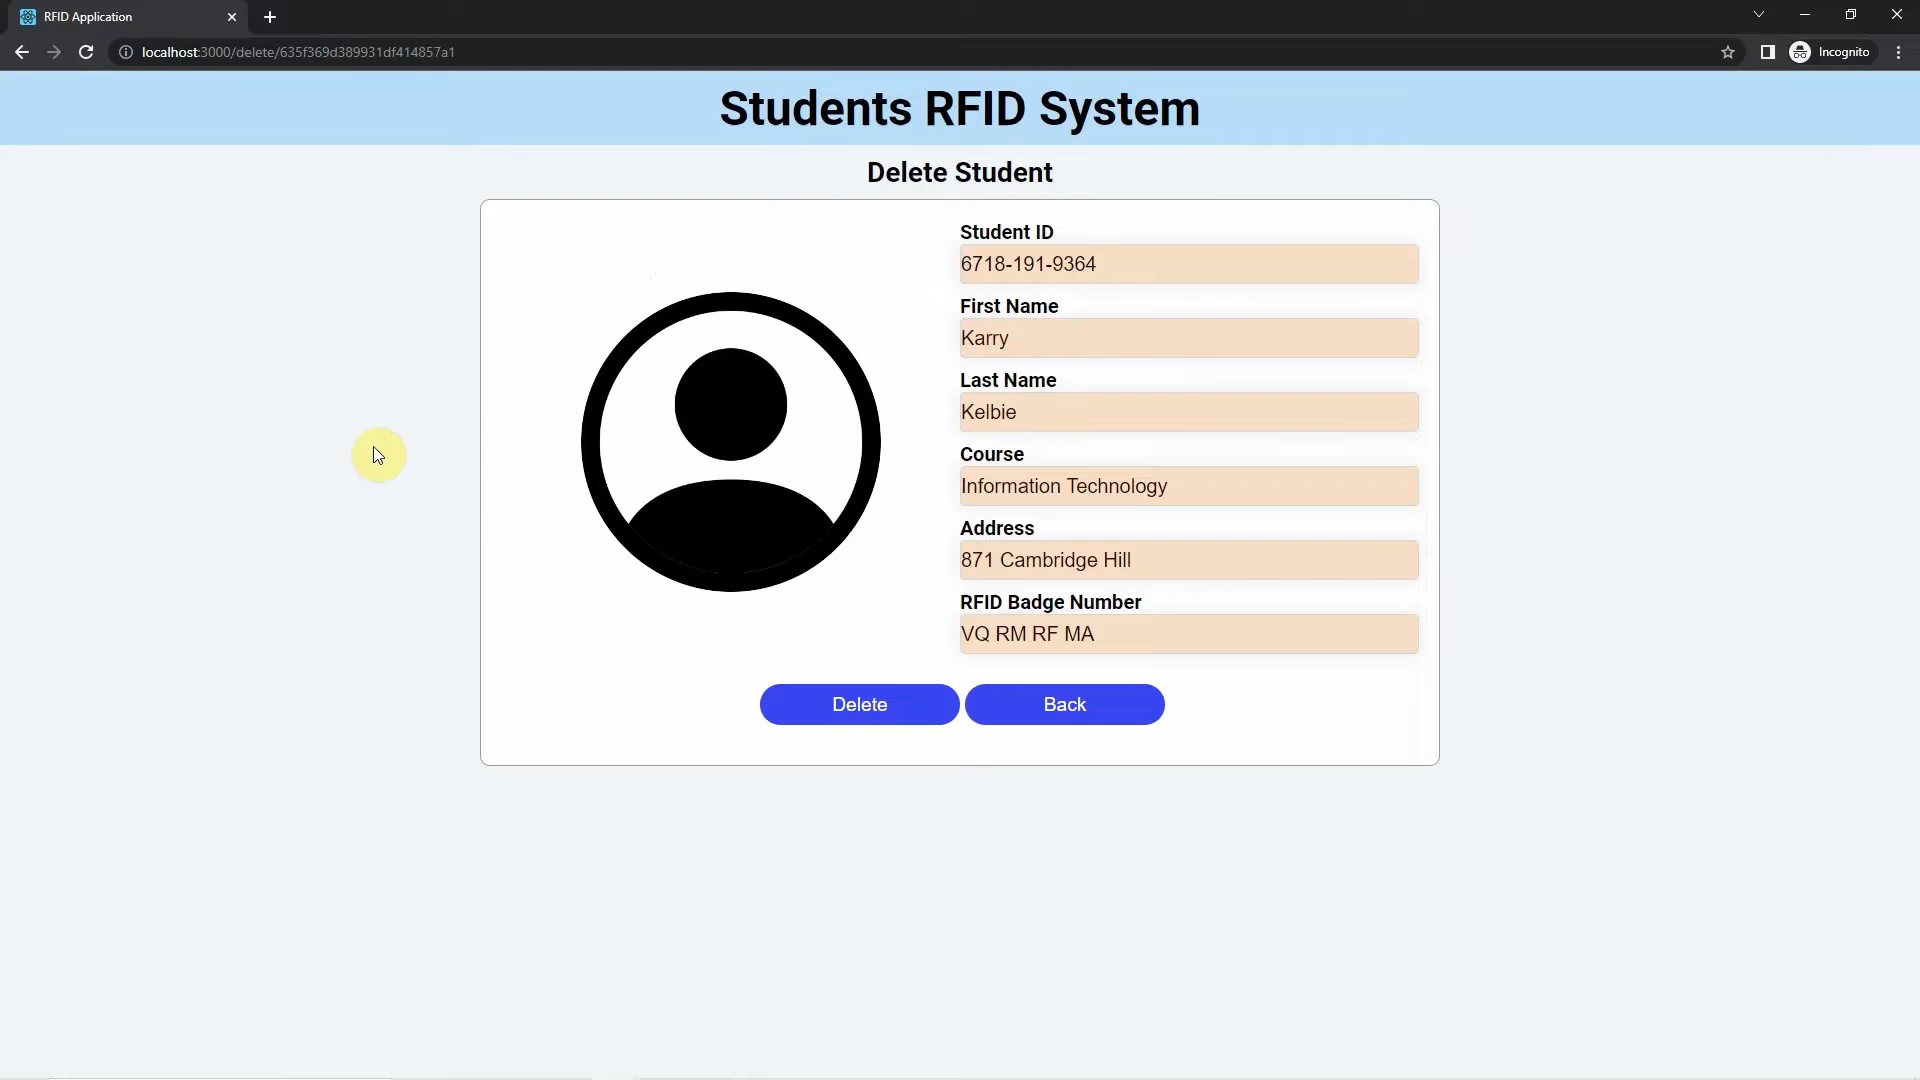 RFID Application
localhost:3000/delete/635f369d389931df414857a1
Incognito
Students RFID System
Delete Student
Student ID
6718-191-9364
First Name
Karry
Last Name
Kelbie
Course
Information Technology
Address
871 Cambridge Hill
RFID Badge Number
VQ RM RF MA
Delete
Back